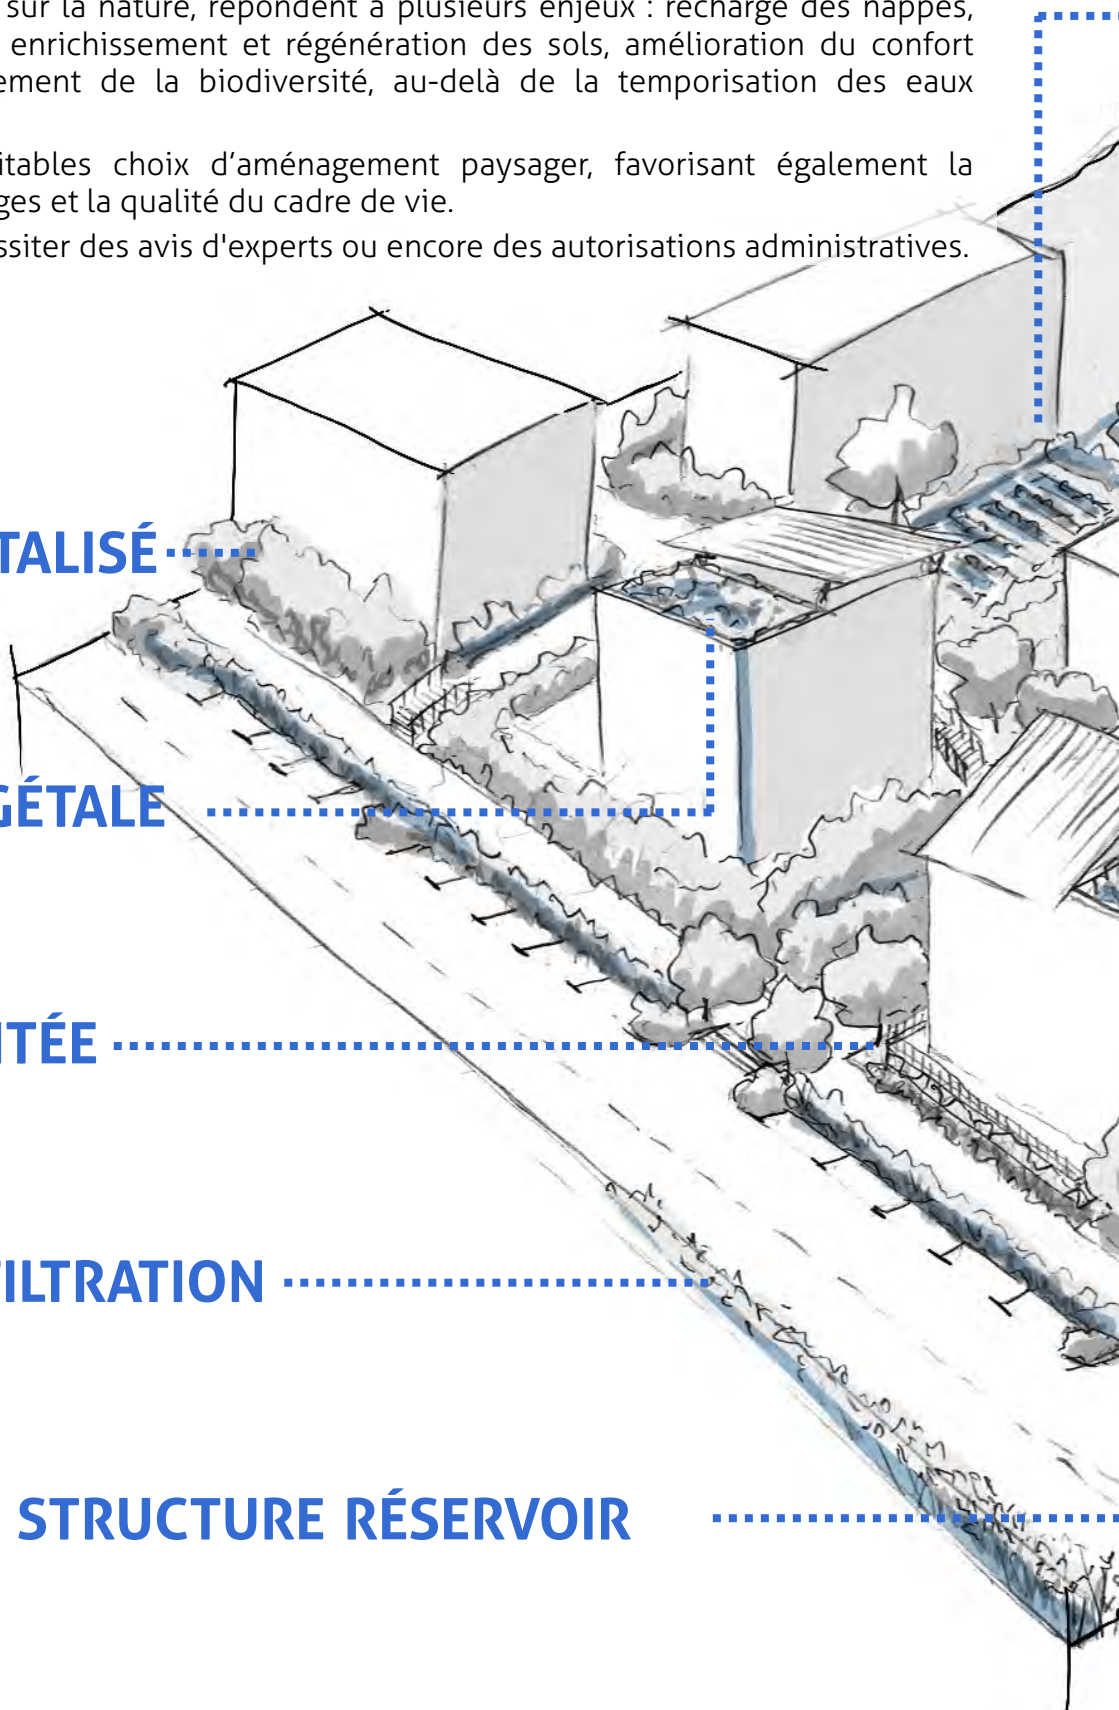 sur la nature, répondent à plusieurs enjeux : recharge des nappes,
enrichissement et régénération des sols, amélioration du confort
ement de la biodiversité, au-delà de la temporisation des eaux
itables choix d’aménagement paysager, favorisant également la
ges et la qualité du cadre de vie.
ssiter des avis d'experts ou encore des autorisations administratives.
TALISÉ
GÉTALE
TÉE
FILTRATION
STRUCTURE RÉSERVOIR